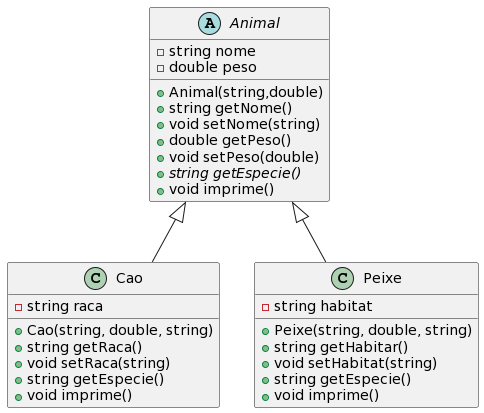 A Animal
string nome
double peso
Animal(string,double)
string getNome()
void setNome(string)
double getPeso()
void setPeso(double)
string getEspecie()
void imprime()
C Cao
string raca
Cao(string, double, string)
string getRaca()
void setRaca(string)
string getEspecie()
void imprime()
C Peixe
string habitat
Peixe(string, double, string)
string getHabitar()
void setHabitat(string)
string getEspecie()
void imprime()